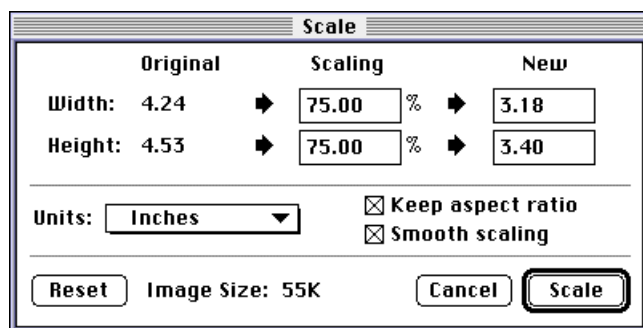 Scale
Original Scaling New
Width: 4.24 75.00 % 3.18
Height: 4.53 75.00 % 3.40
Units: Inches
Keep aspect ratio
Smooth scaling
Reset Image Size: 55K Cancel Scale